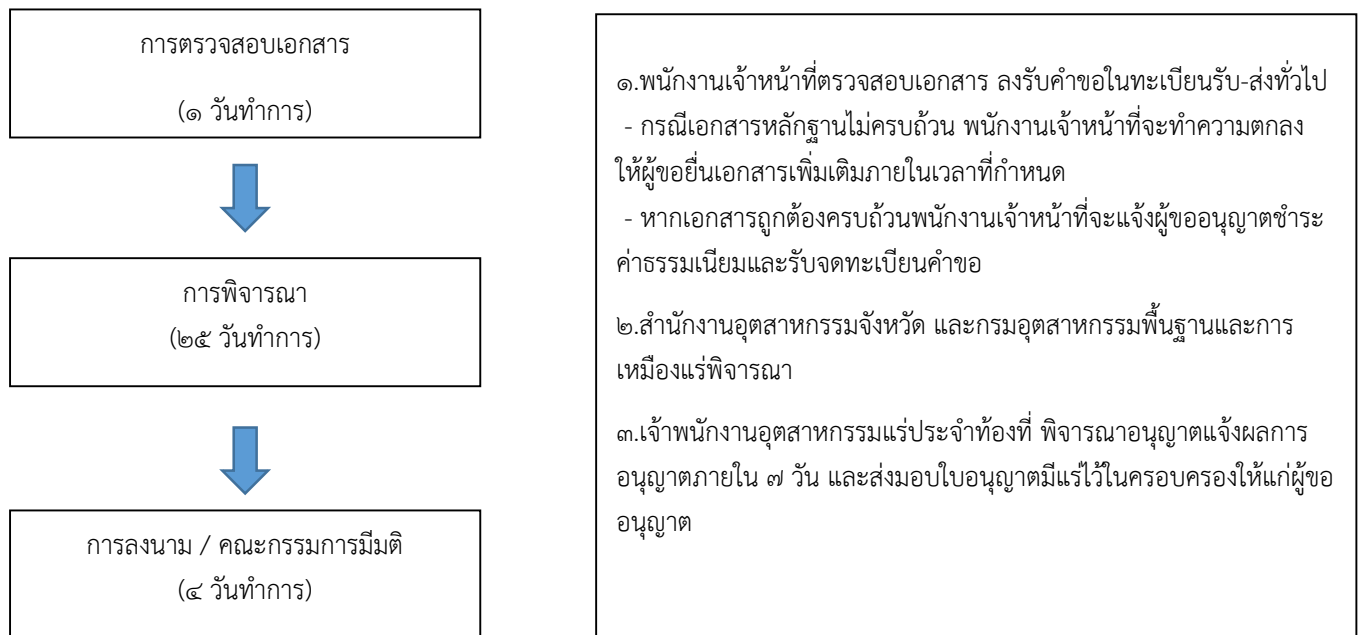 การตรวจสอบเอกสาร
(๑ วันทำการ)
การพิจารณา
(๒๕ วันทำการ)
การลงนาม / คณะกรรมการมีมติ
(๔ วันทำการ)
๑.พนักงานเจ้าหน้าที่ตรวจสอบเอกสาร ลงรับคำขอในทะเบียนรับ-ส่งทั่วไป
- กรณีเอกสารหลักฐานไม่ครบถ้วน พนักงานเจ้าหน้าที่จะทำความตกลง
ให้ผู้ขอยื่นเอกสารเพิ่มเติมภายในเวลาที่กำหนด
- หากเอกสารถูกต้องครบถ้วนพนักงานเจ้าหน้าที่จะแจ้งผู้ขออนุญาตชำระ
ค่าธรรมเนียมและรับจดทะเบียนคำขอ
๒.สำนักงานอุตสาหกรรมจังหวัด และกรมอุตสาหกรรมพื้นฐานและการ
เหมืองแร่พิจารณา
๓.เจ้าพนักงานอุตสาหกรรมแร่ประจำท้องที่ พิจารณาอนุญาตแจ้งผลการ
อนุญาตภายใน ๗ วัน และส่งมอบใบอนุญาตมีแร่ไว้ในครอบครองให้แก่ผู้ขอ
อนุญาต